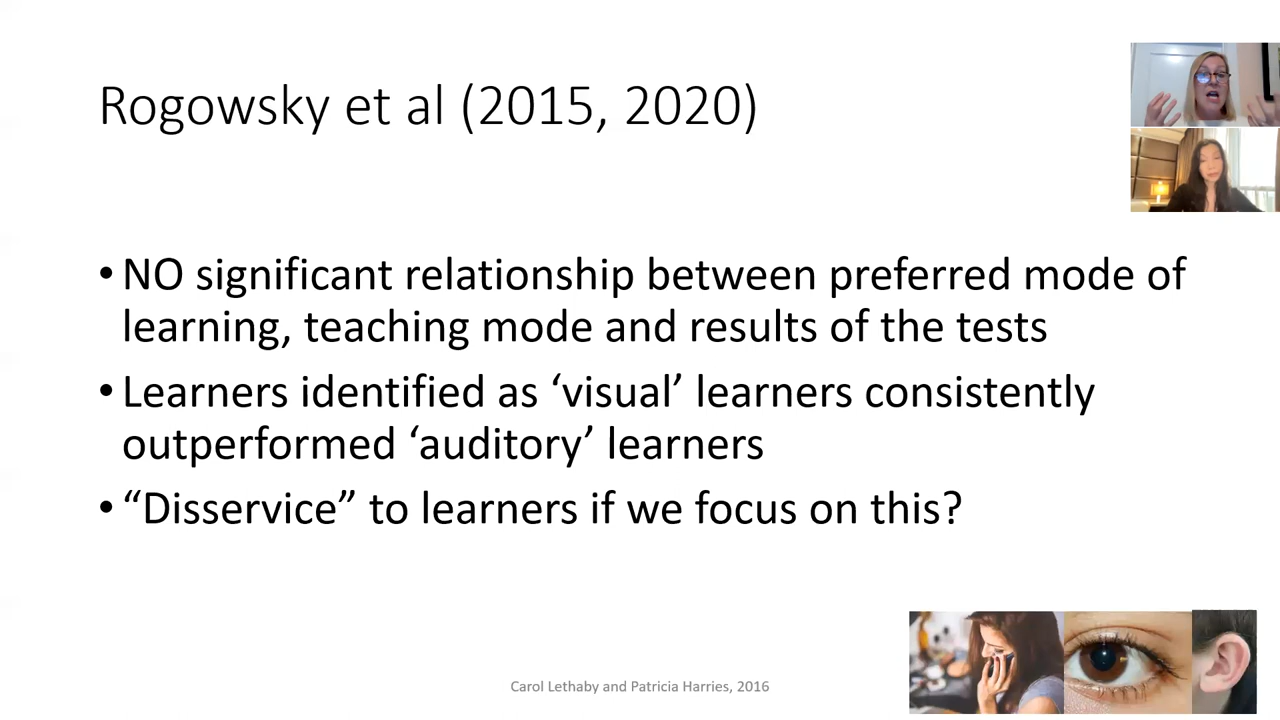 Rogowsky et al (2015, 2020)
• NO significant relationship between preferred mode of
learning, teaching mode and results of the tests
• Learners identified as ‘visual’ learners consistently
outperformed ‘auditory’ learners
• “Disservice” to learners if we focus on this?
Carol Lethaby and Patricia Harries, 2016